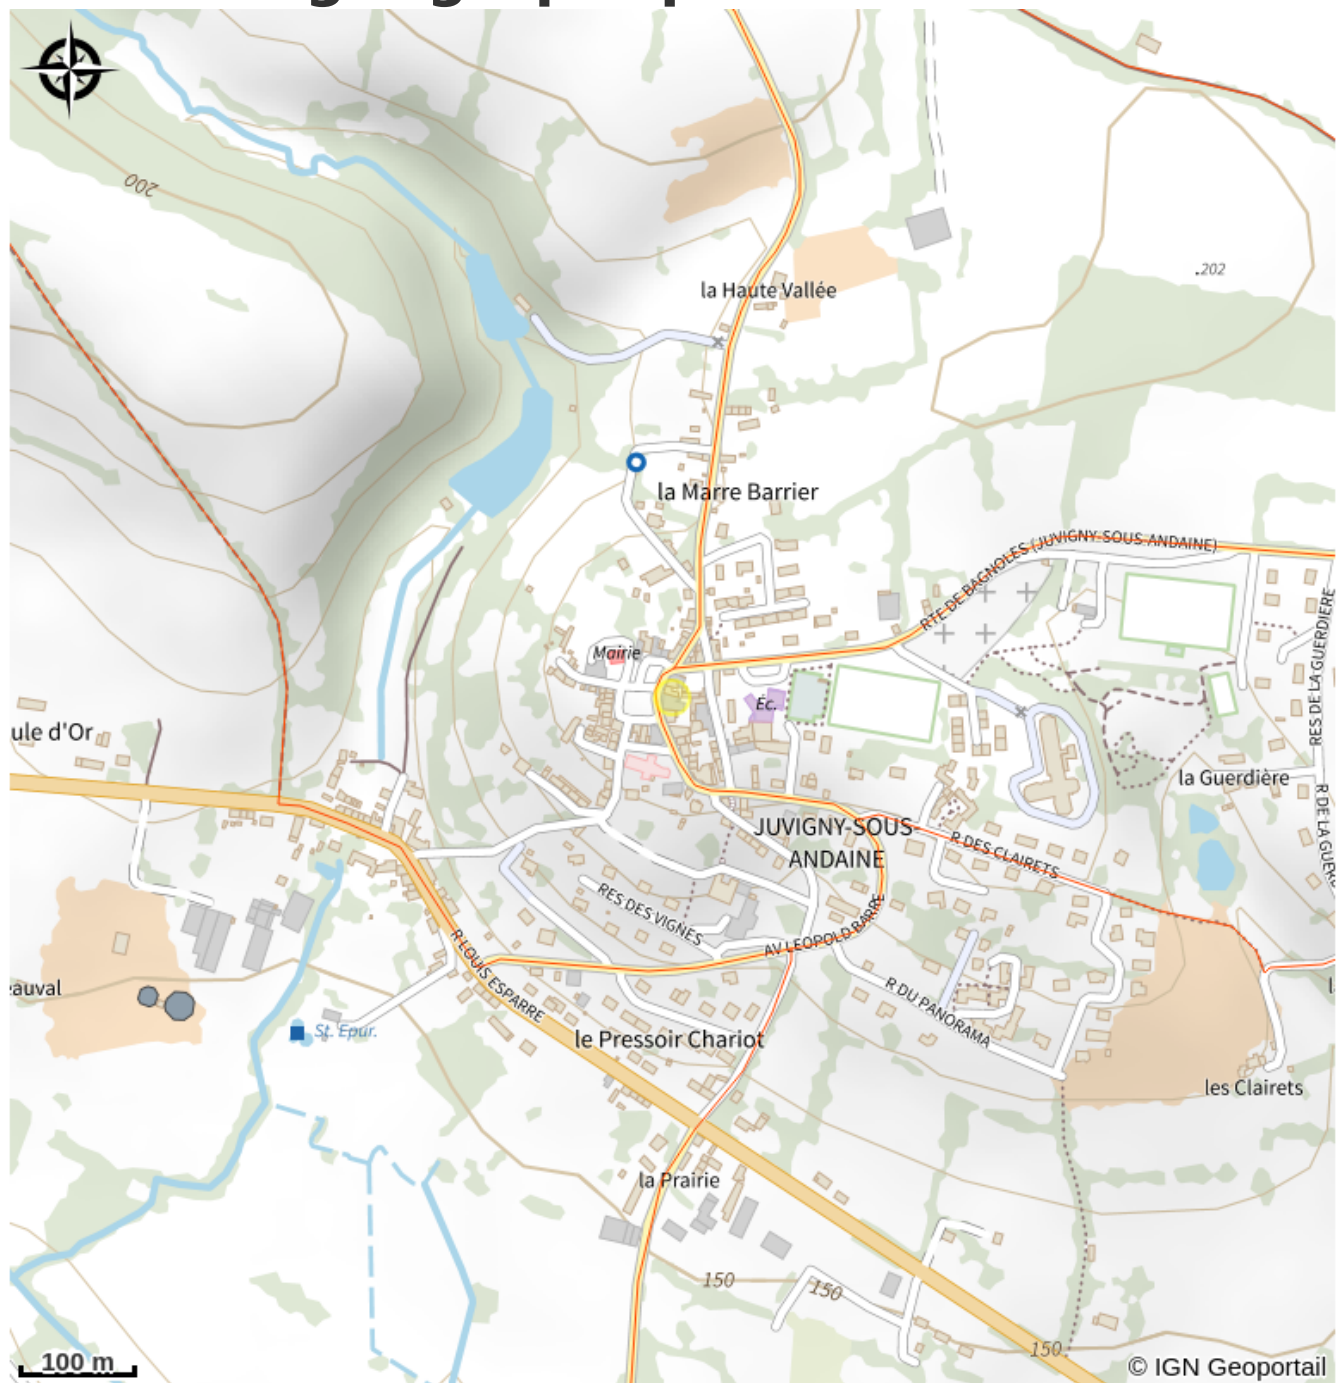 200
.202
la Haute Vallée
la Marre Barrier
RTE DE BAGNOLES (JUVIGNY-SOUS-ANDAINE)
RES DE LA GUERDIERE
Mairie
Éc.
ule d'Or
la Guerdière
R DE LA GUER
JUVIGNY-SOUS-
ANDAINE
R DES CLAIRETS
RES DES VIGNES
AV LEOPOLD BARRE
R LOUIS ESPARRE
eauval
R DU PANORAMA
St. Epur.
le Pressoir Chariot
les Clairets
la Prairie
150
150
150
100 m
© IGN Geoportail